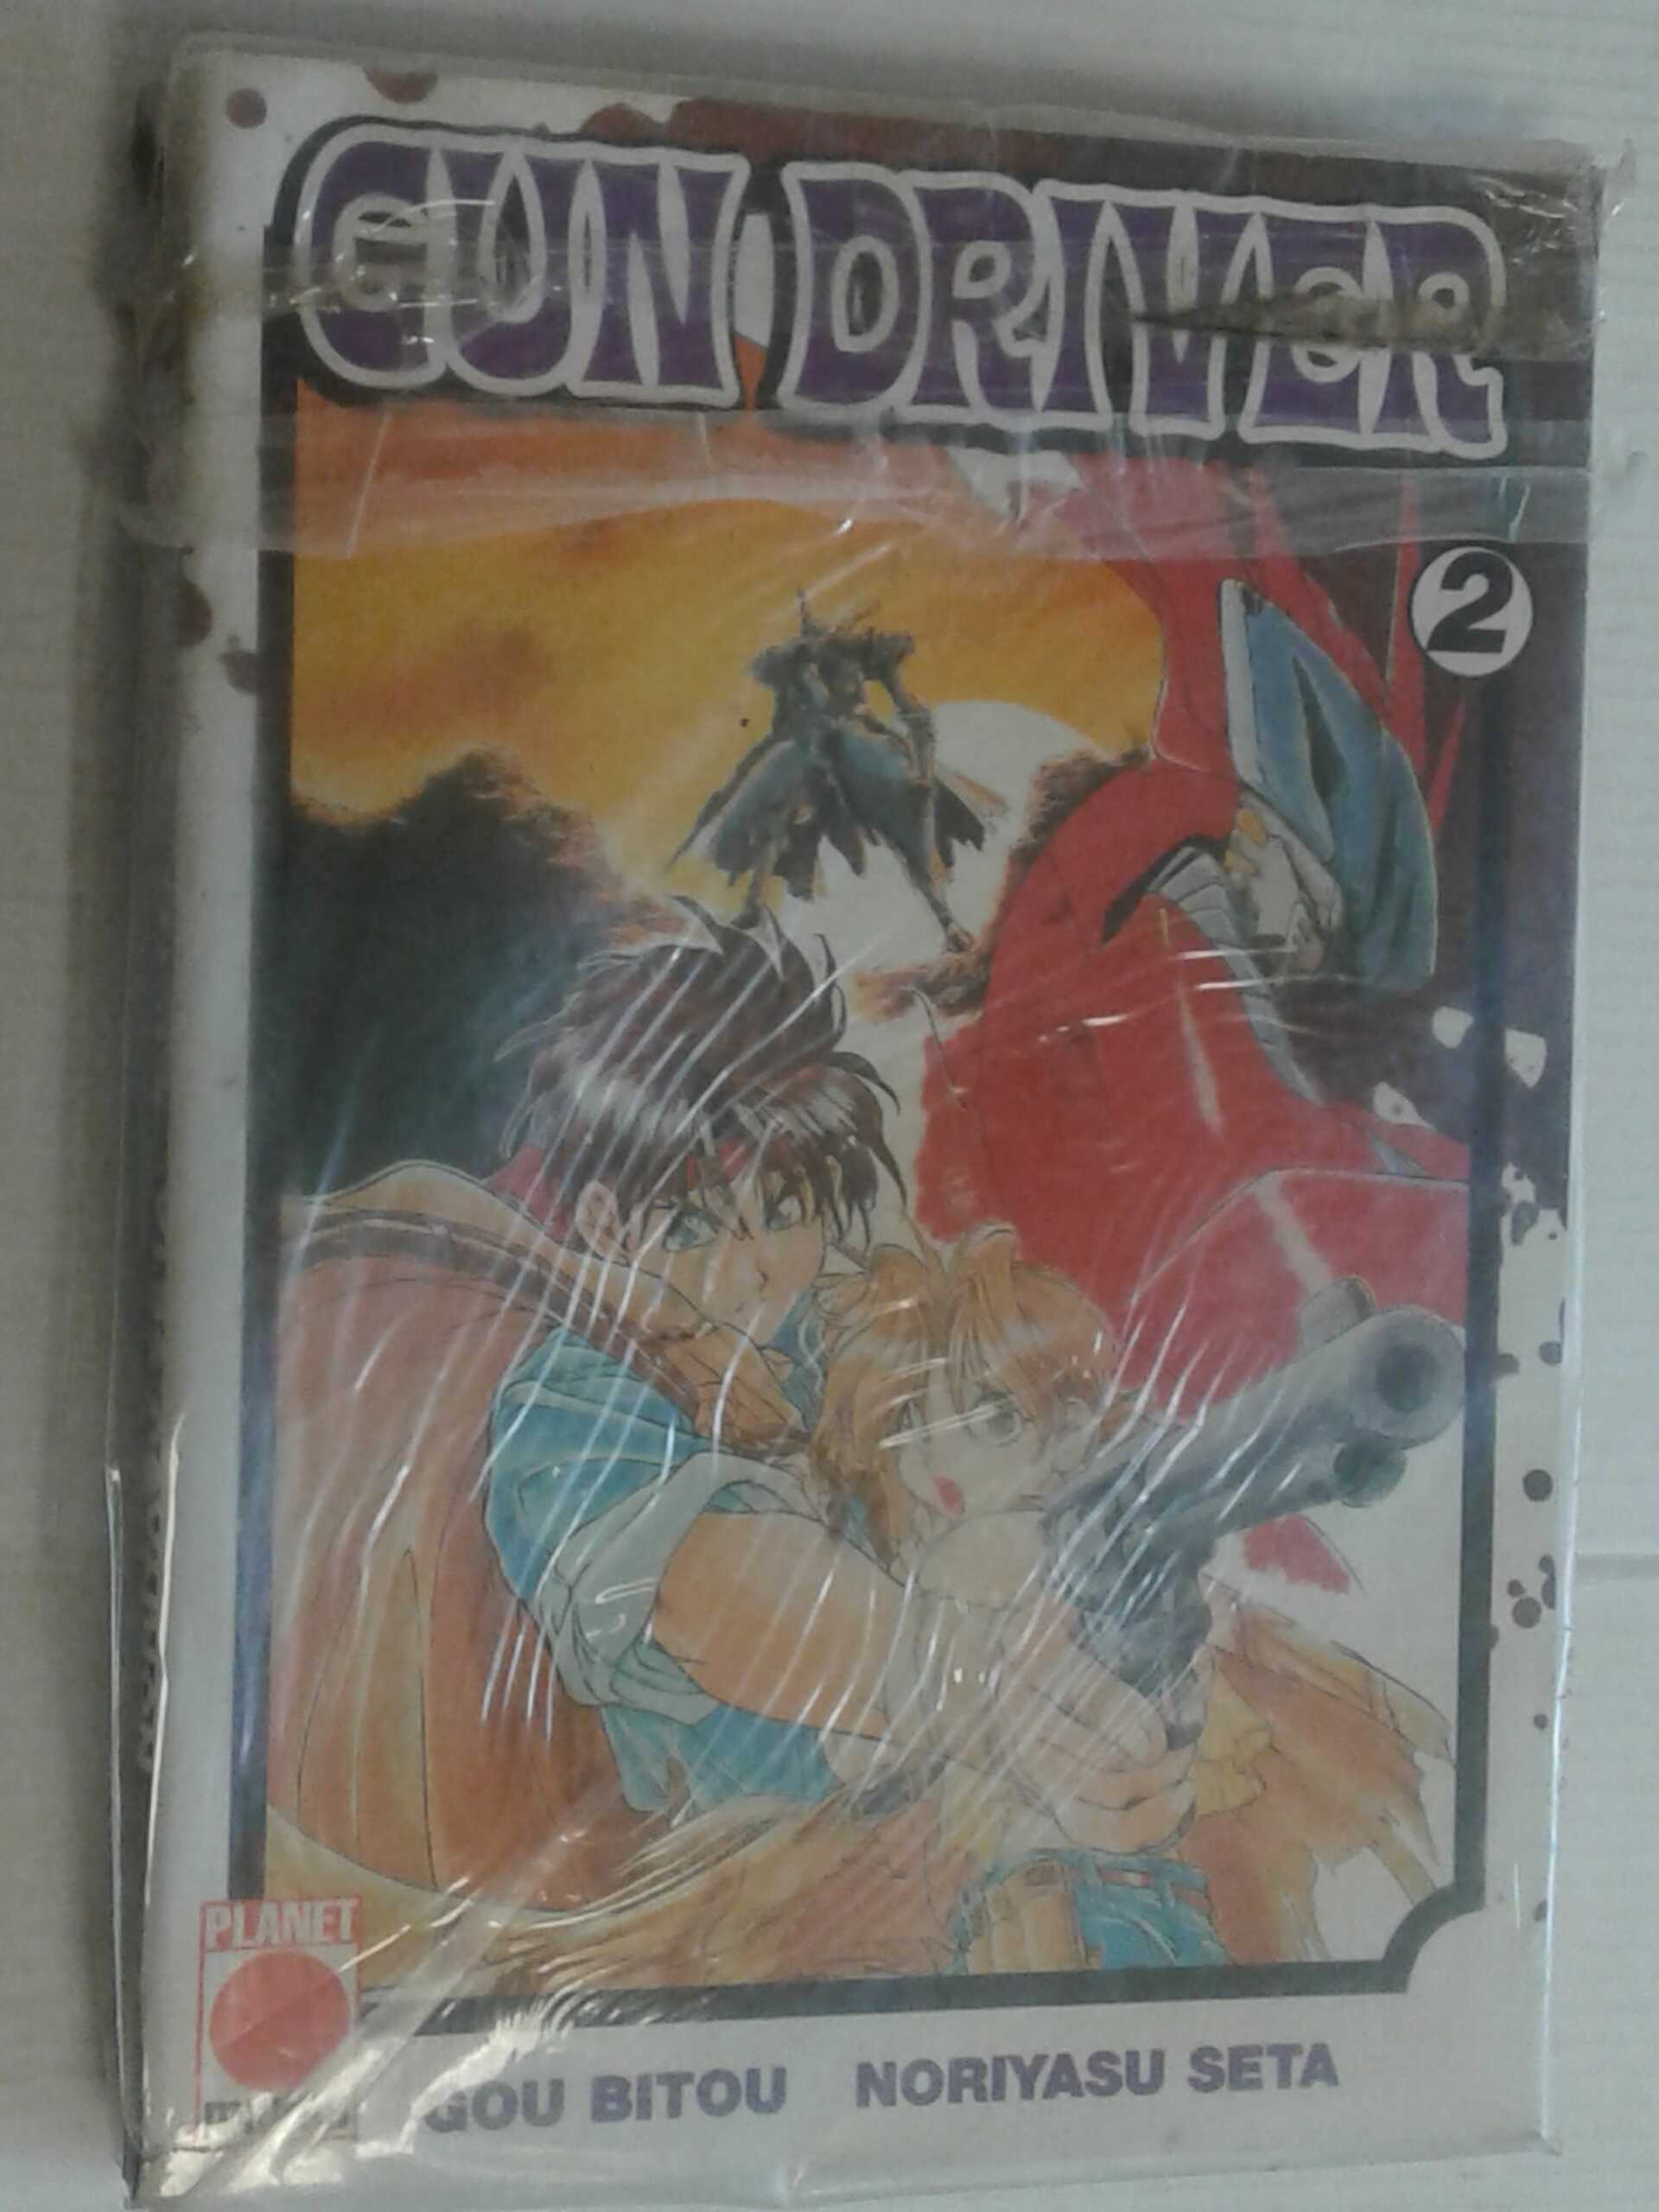 GUN DRIVER
2
PLANET
GOU BITOU NORIYASU SETA